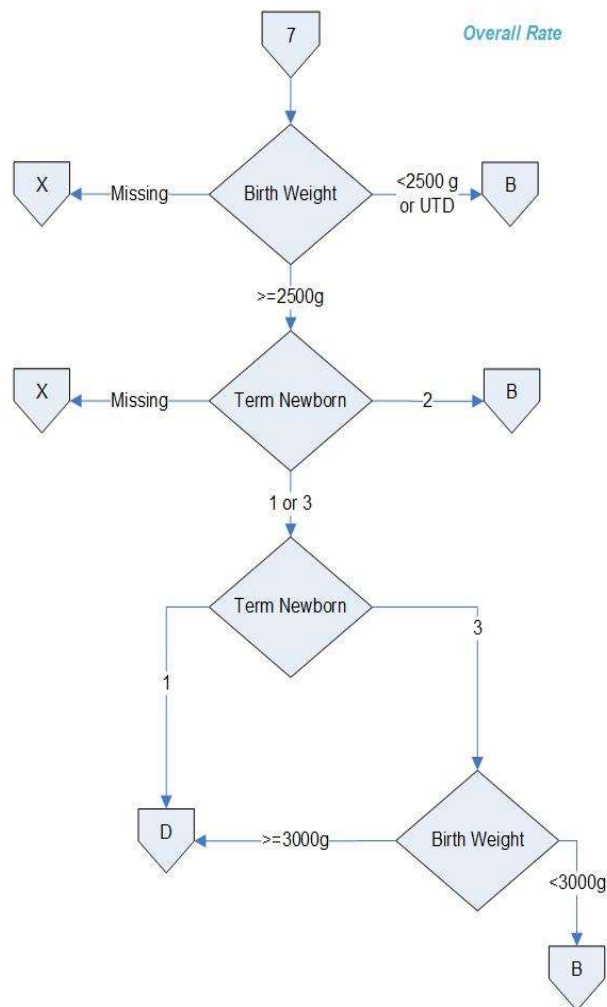 7
Overall Rate
X
Missing
Birth Weight
<2500 g
or UTD
B
>=2500g
X
Missing
Term Newborn
2
B
1 or 3
Term Newborn
3
1
D
>=3000g
Birth Weight
<3000g
B